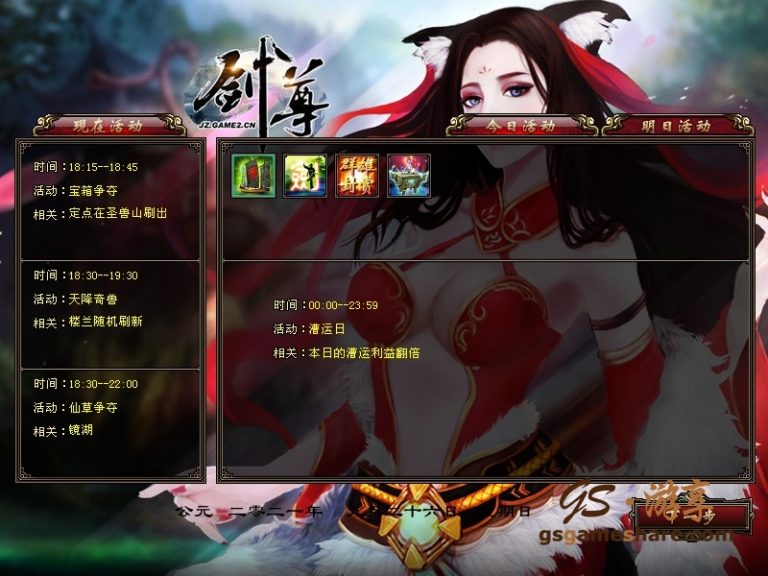 剑尊
JZ.GAME2.CN
现在活动
今日活动
明日活动
时间：18:15--18:45
活动：宝箱争夺
相关：定点在圣兽山刷出
时间：18:30--19:30
活动：天降奇兽
相关：楼兰随机刷新
时间：18:30--22:00
活动：仙草争夺
相关：镜湖
群雄
时间：00:00--23:59
活动：漕运日
相关：本日的漕运利益翻倍
公元 二零二一年 十六日 期日
GS·游享
步
gsgameshare.com